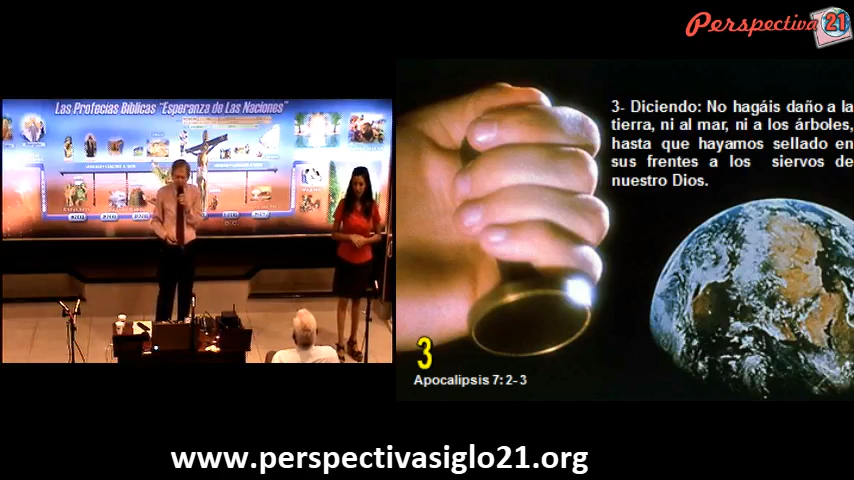 Perspectiva 21
Las Profecías Bíblicas "Esperanza de Las Naciones"
3- Diciendo: No hagáis daño a la
tierra, ni al mar, ni a los árboles,
hasta que hayamos sellado en
sus frentes a los siervos de
nuestro Dios.
3
Apocalipsis 7: 2- 3
www.perspectivasiglo21.org